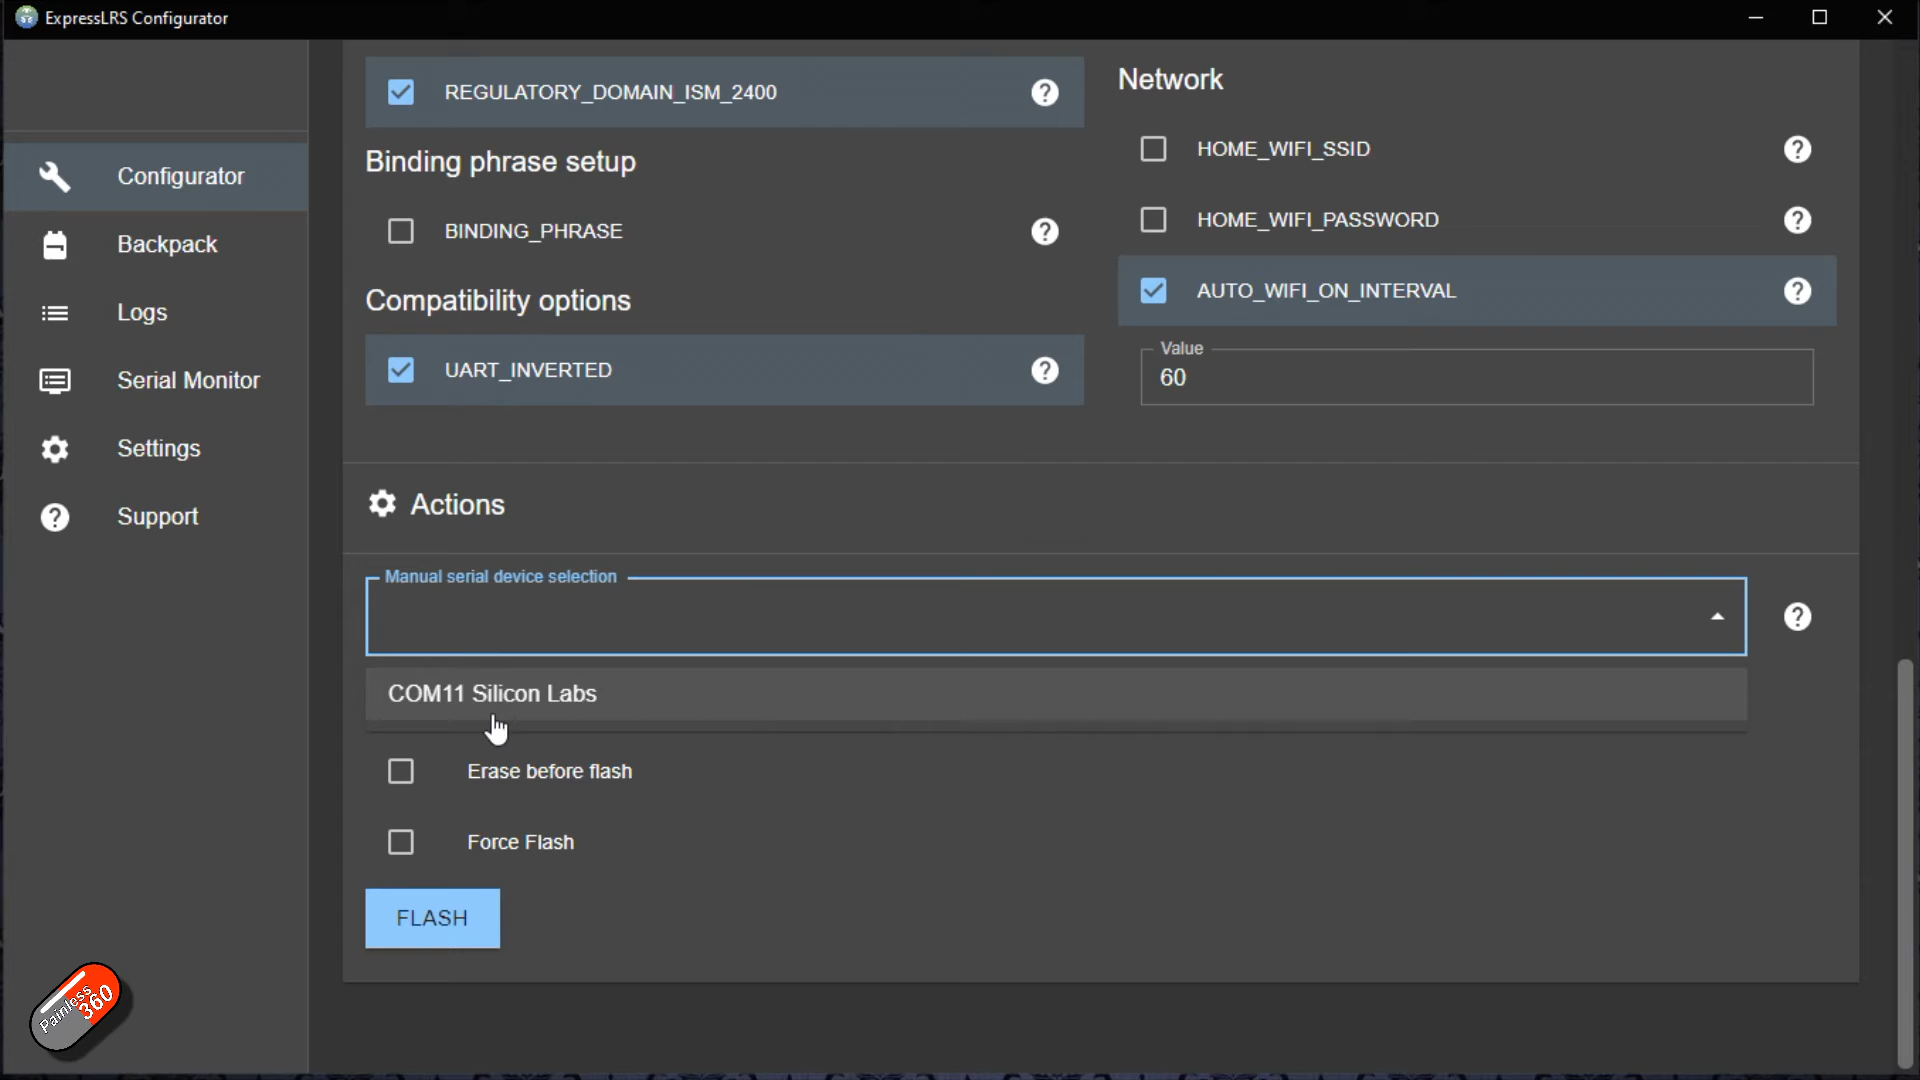 ExpressLRS Configurator
Configurator
Backpack
Logs
Serial Monitor
Settings
Support
REGULATORY_DOMAIN_ISM_2400
Binding phrase setup
BINDING_PHRASE
Compatibility options
UART_INVERTED
Network
HOME_WIFI_SSID
HOME_WIFI_PASSWORD
AUTO_WIFI_ON_INTERVAL
Value
60
Actions
Manual serial device selection
COM11 Silicon Labs
Erase before flash
Force Flash
FLASH
Painless
360